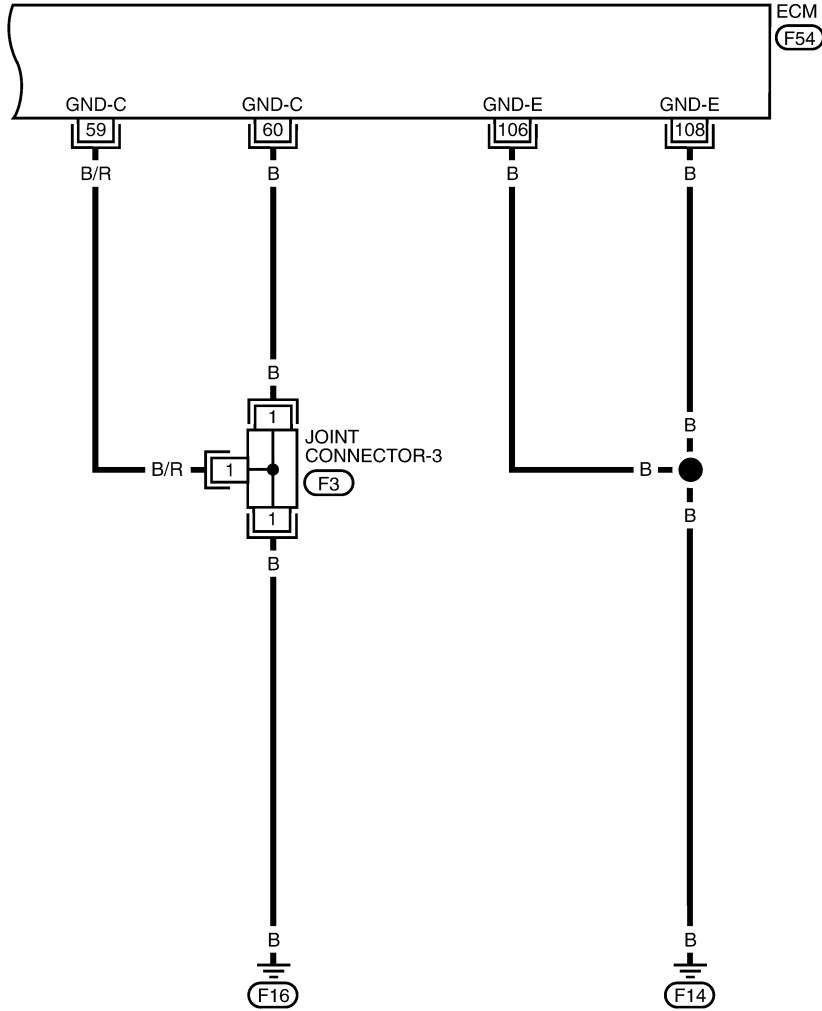 ECM
F54
GND-C GND-C GND-E GND-E
59 60 106 108
B/R B B B
B
1
JOINT
CONNECTOR-3
F3
B/R 1
B
B
1
B
B
B B
F16 F14